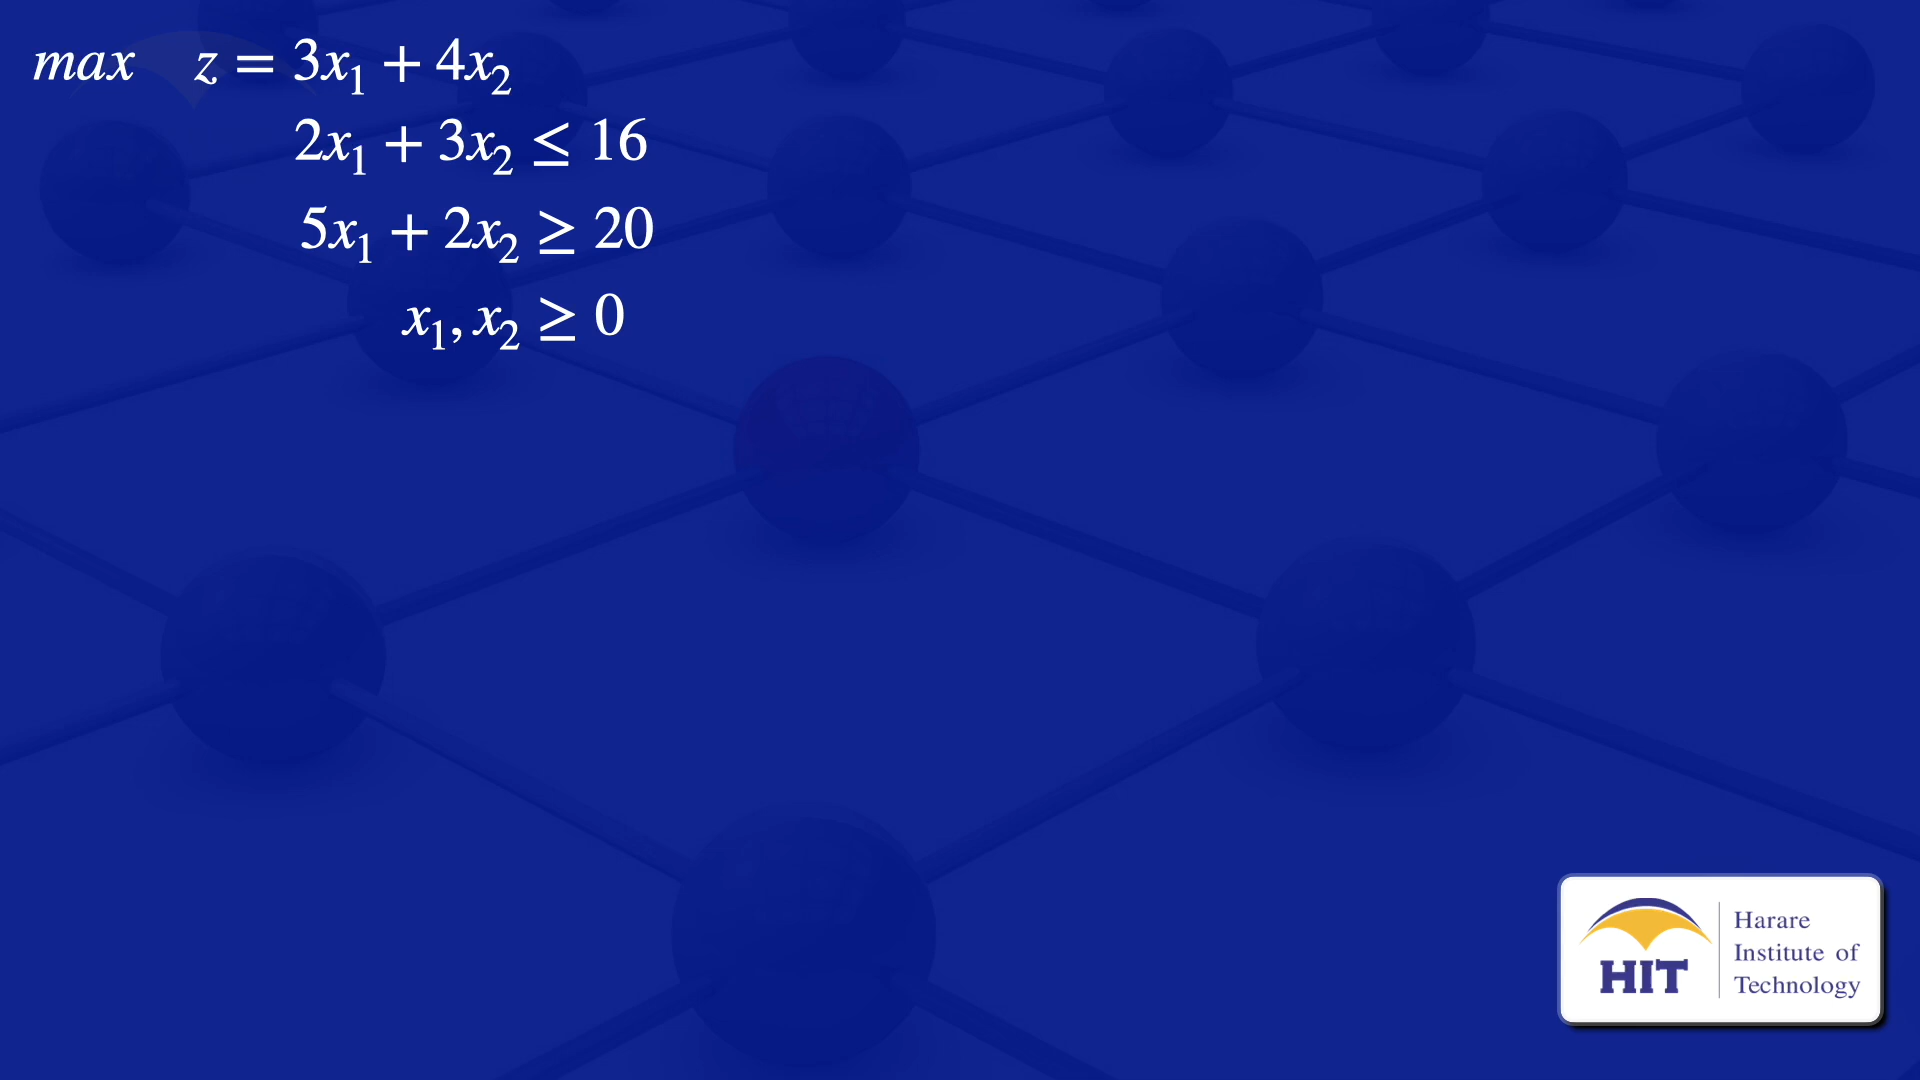 max z = 3x₁ + 4x₂
2x₁ + 3x₂ ≤ 16
5x₁ + 2x₂ ≥ 20
x₁, x₂ ≥ 0
HIT
Harare
Institute of
Technology